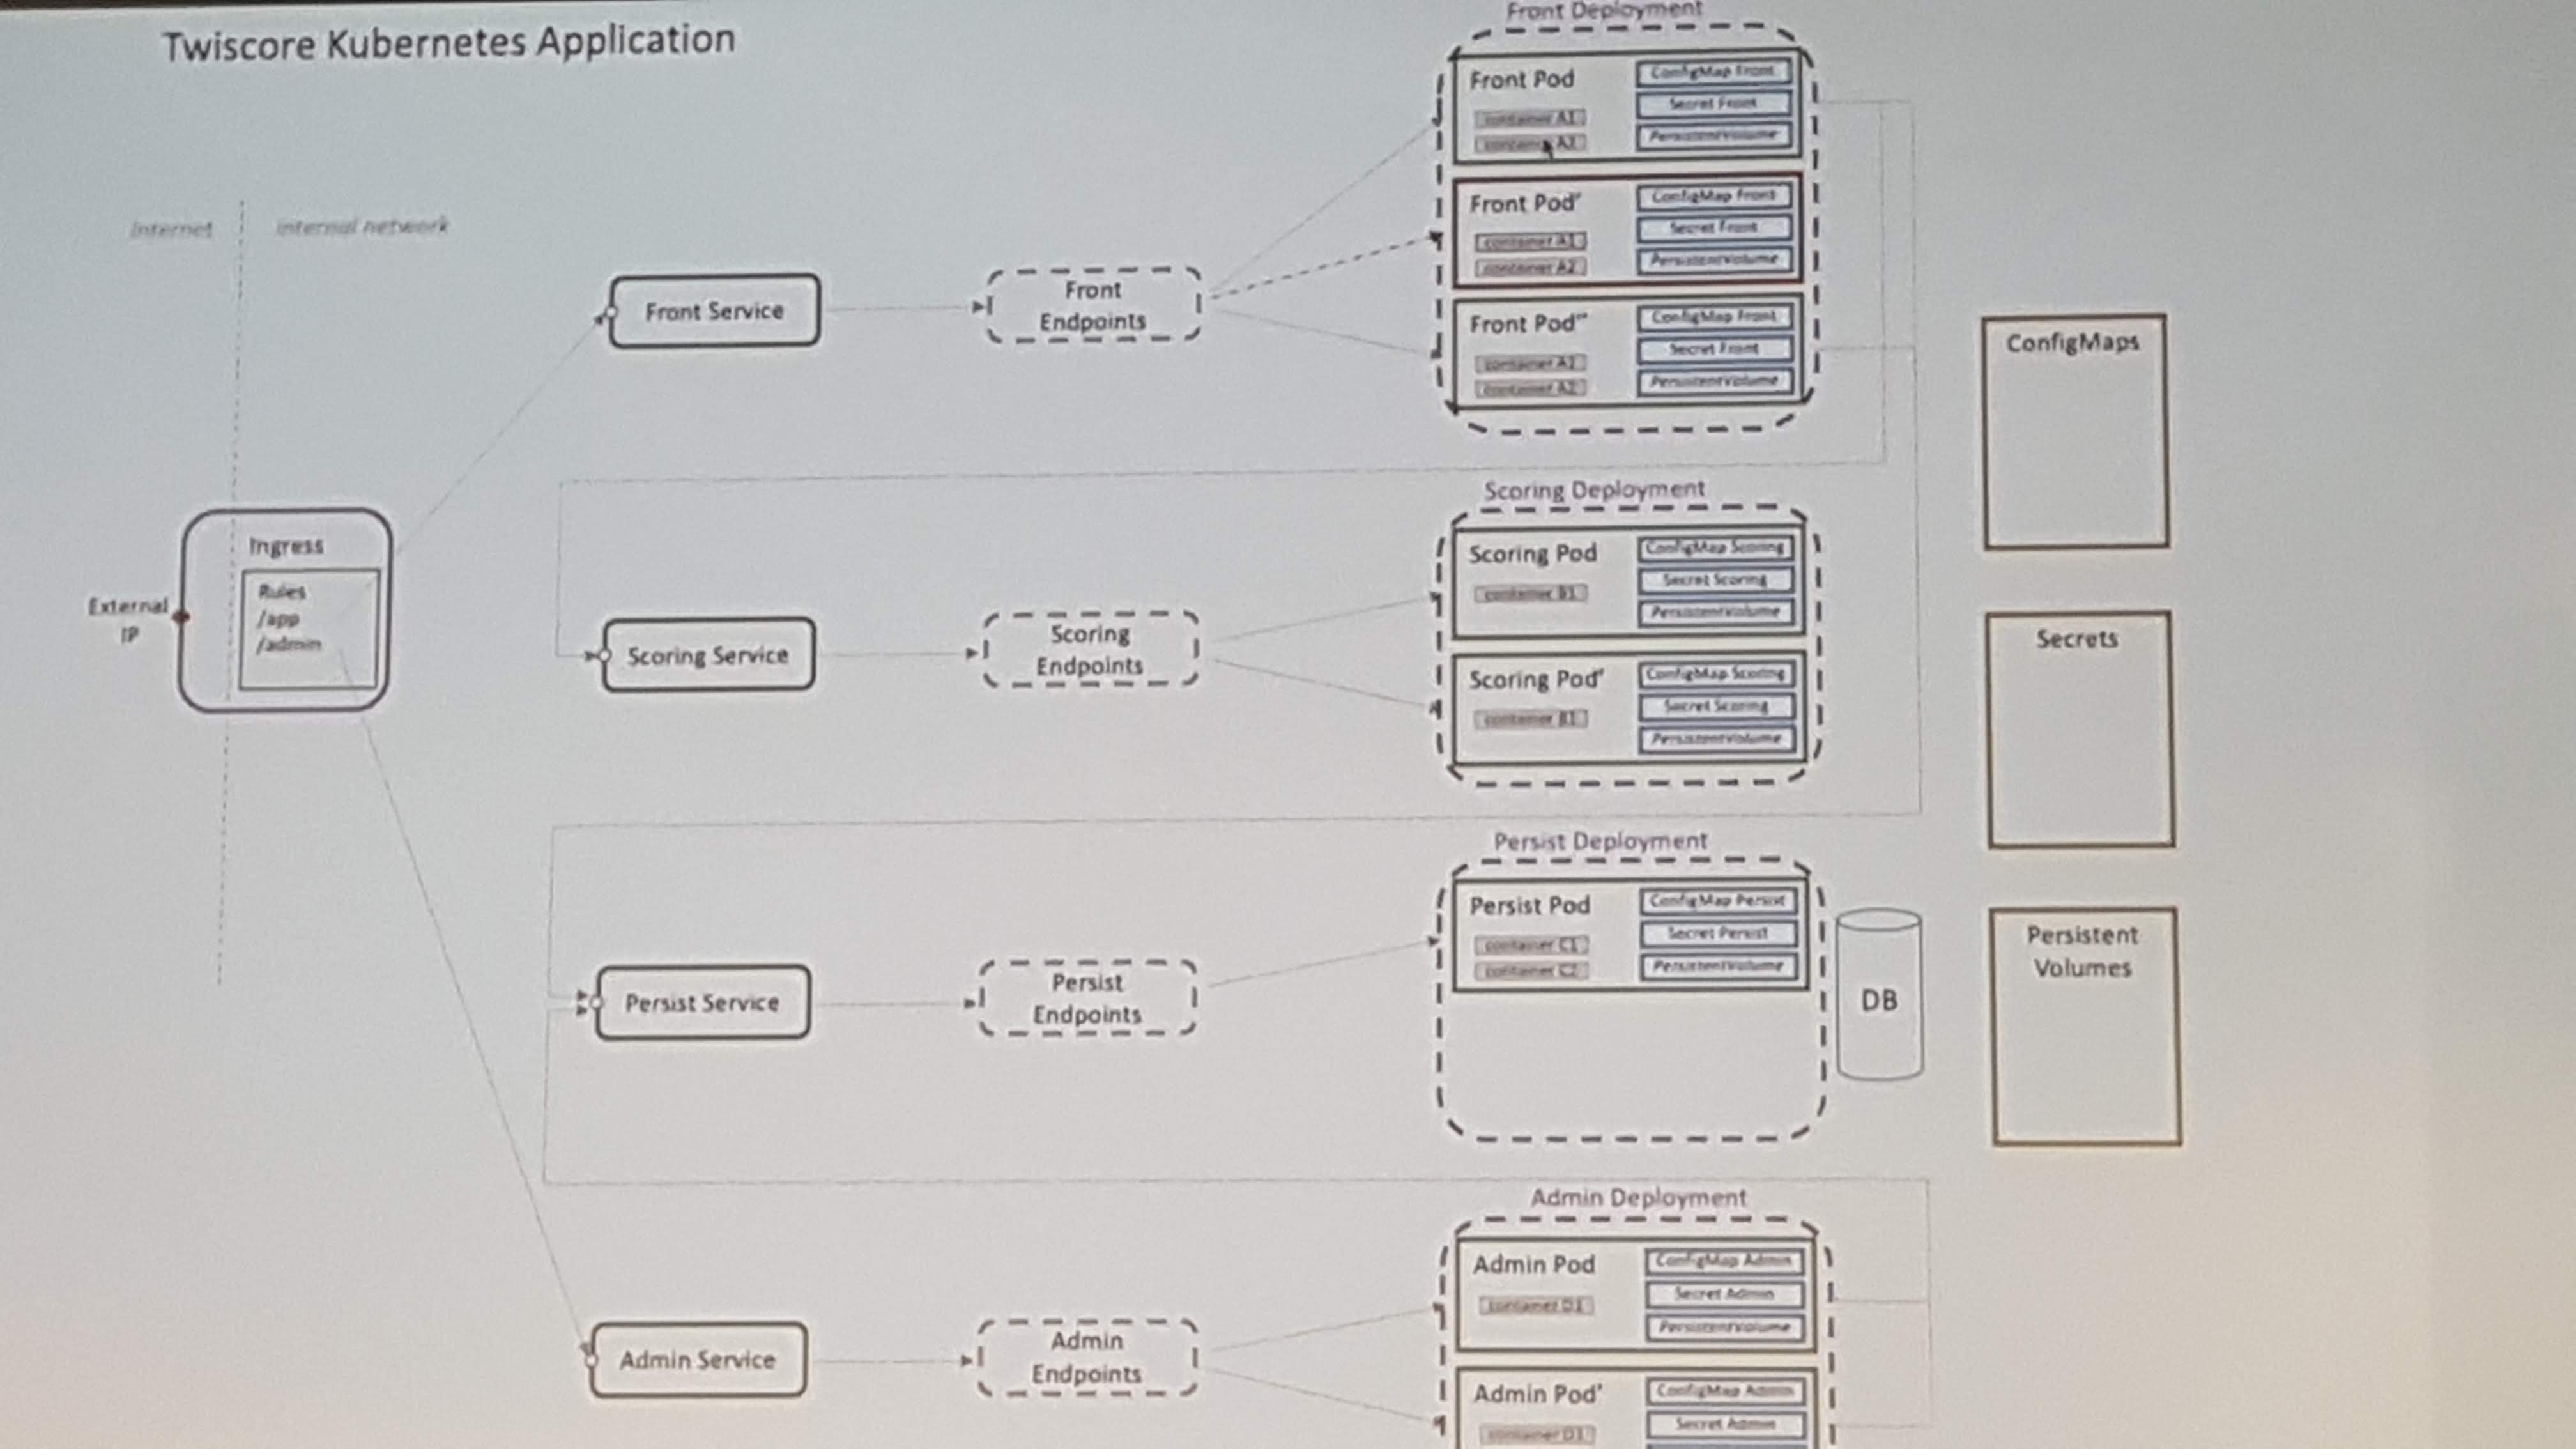 Twiscore Kubernetes Application
Internet
internal network
External
IP
Ingress
Rules
/app
/admin
Front Service
Front
Endpoints
Front Deployment
Front Pod
container A1
ConfigMap Front
Secret Front
PersistentVolume
Front Pod'
container A1
container A2
ConfigMap Front
Secret Front
PersistentVolume
Front Pod''
container A1
container A2
ConfigMap Front
Secret Front
PersistentVolume
Scoring Service
Scoring
Endpoints
Scoring Deployment
Scoring Pod
container B1
ConfigMap Scoring
Secret Scoring
PersistentVolume
Scoring Pod'
container B1
ConfigMap Scoring
Secret Scoring
PersistentVolume
Persist Service
Persist
Endpoints
Persist Deployment
Persist Pod
container C1
container C2
ConfigMap Persist
Secret Persist
PersistentVolume
DB
Admin Service
Admin
Endpoints
Admin Deployment
Admin Pod
container D1
ConfigMap Admin
Secret Admin
PersistentVolume
Admin Pod'
container D1
ConfigMap Admin
Secret Admin
ConfigMaps
Secrets
Persistent
Volumes